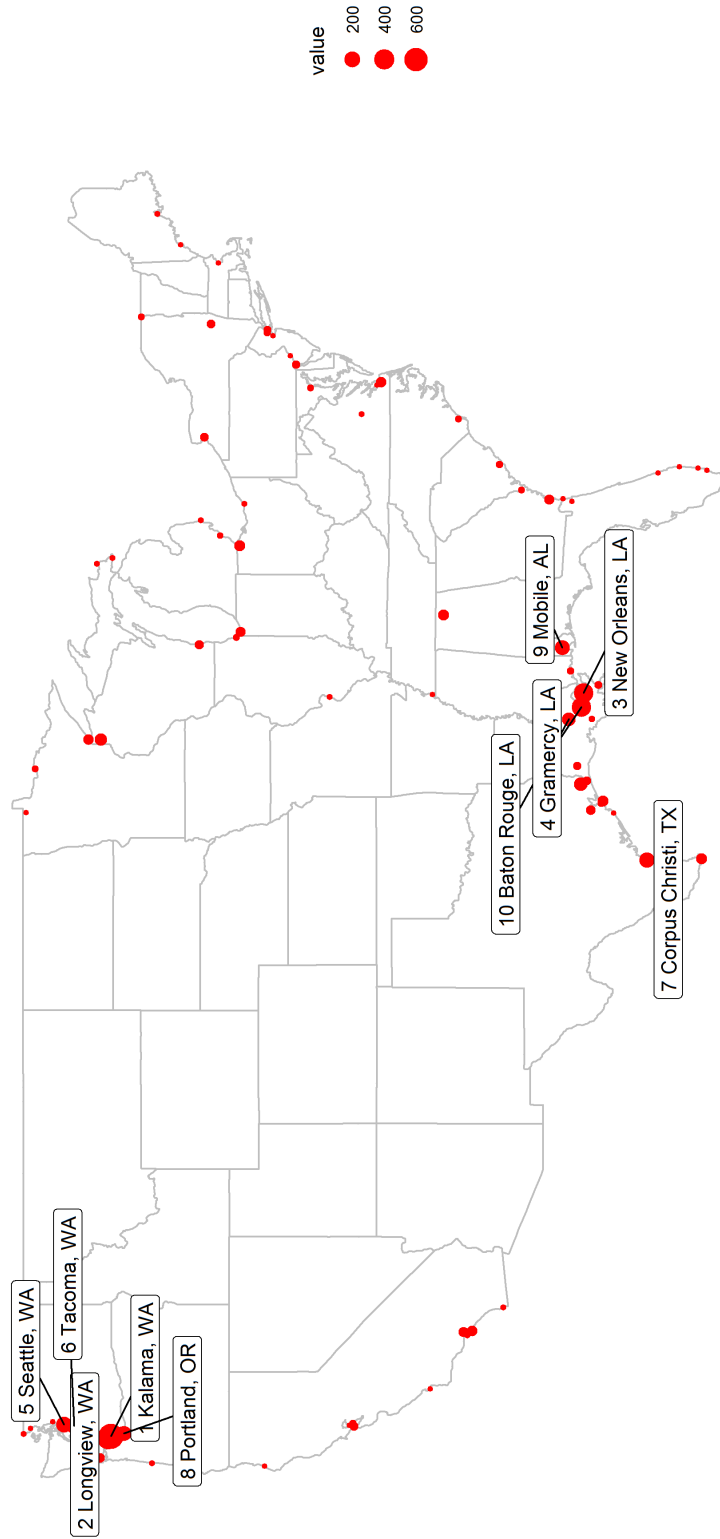 5 Seattle, WA
6 Tacoma, WA
2 Longview, WA
1 Kalama, WA
8 Portland, OR
9 Mobile, AL
3 New Orleans, LA
4 Gramercy, LA
10 Baton Rouge, LA
7 Corpus Christi, TX
value
200
400
600